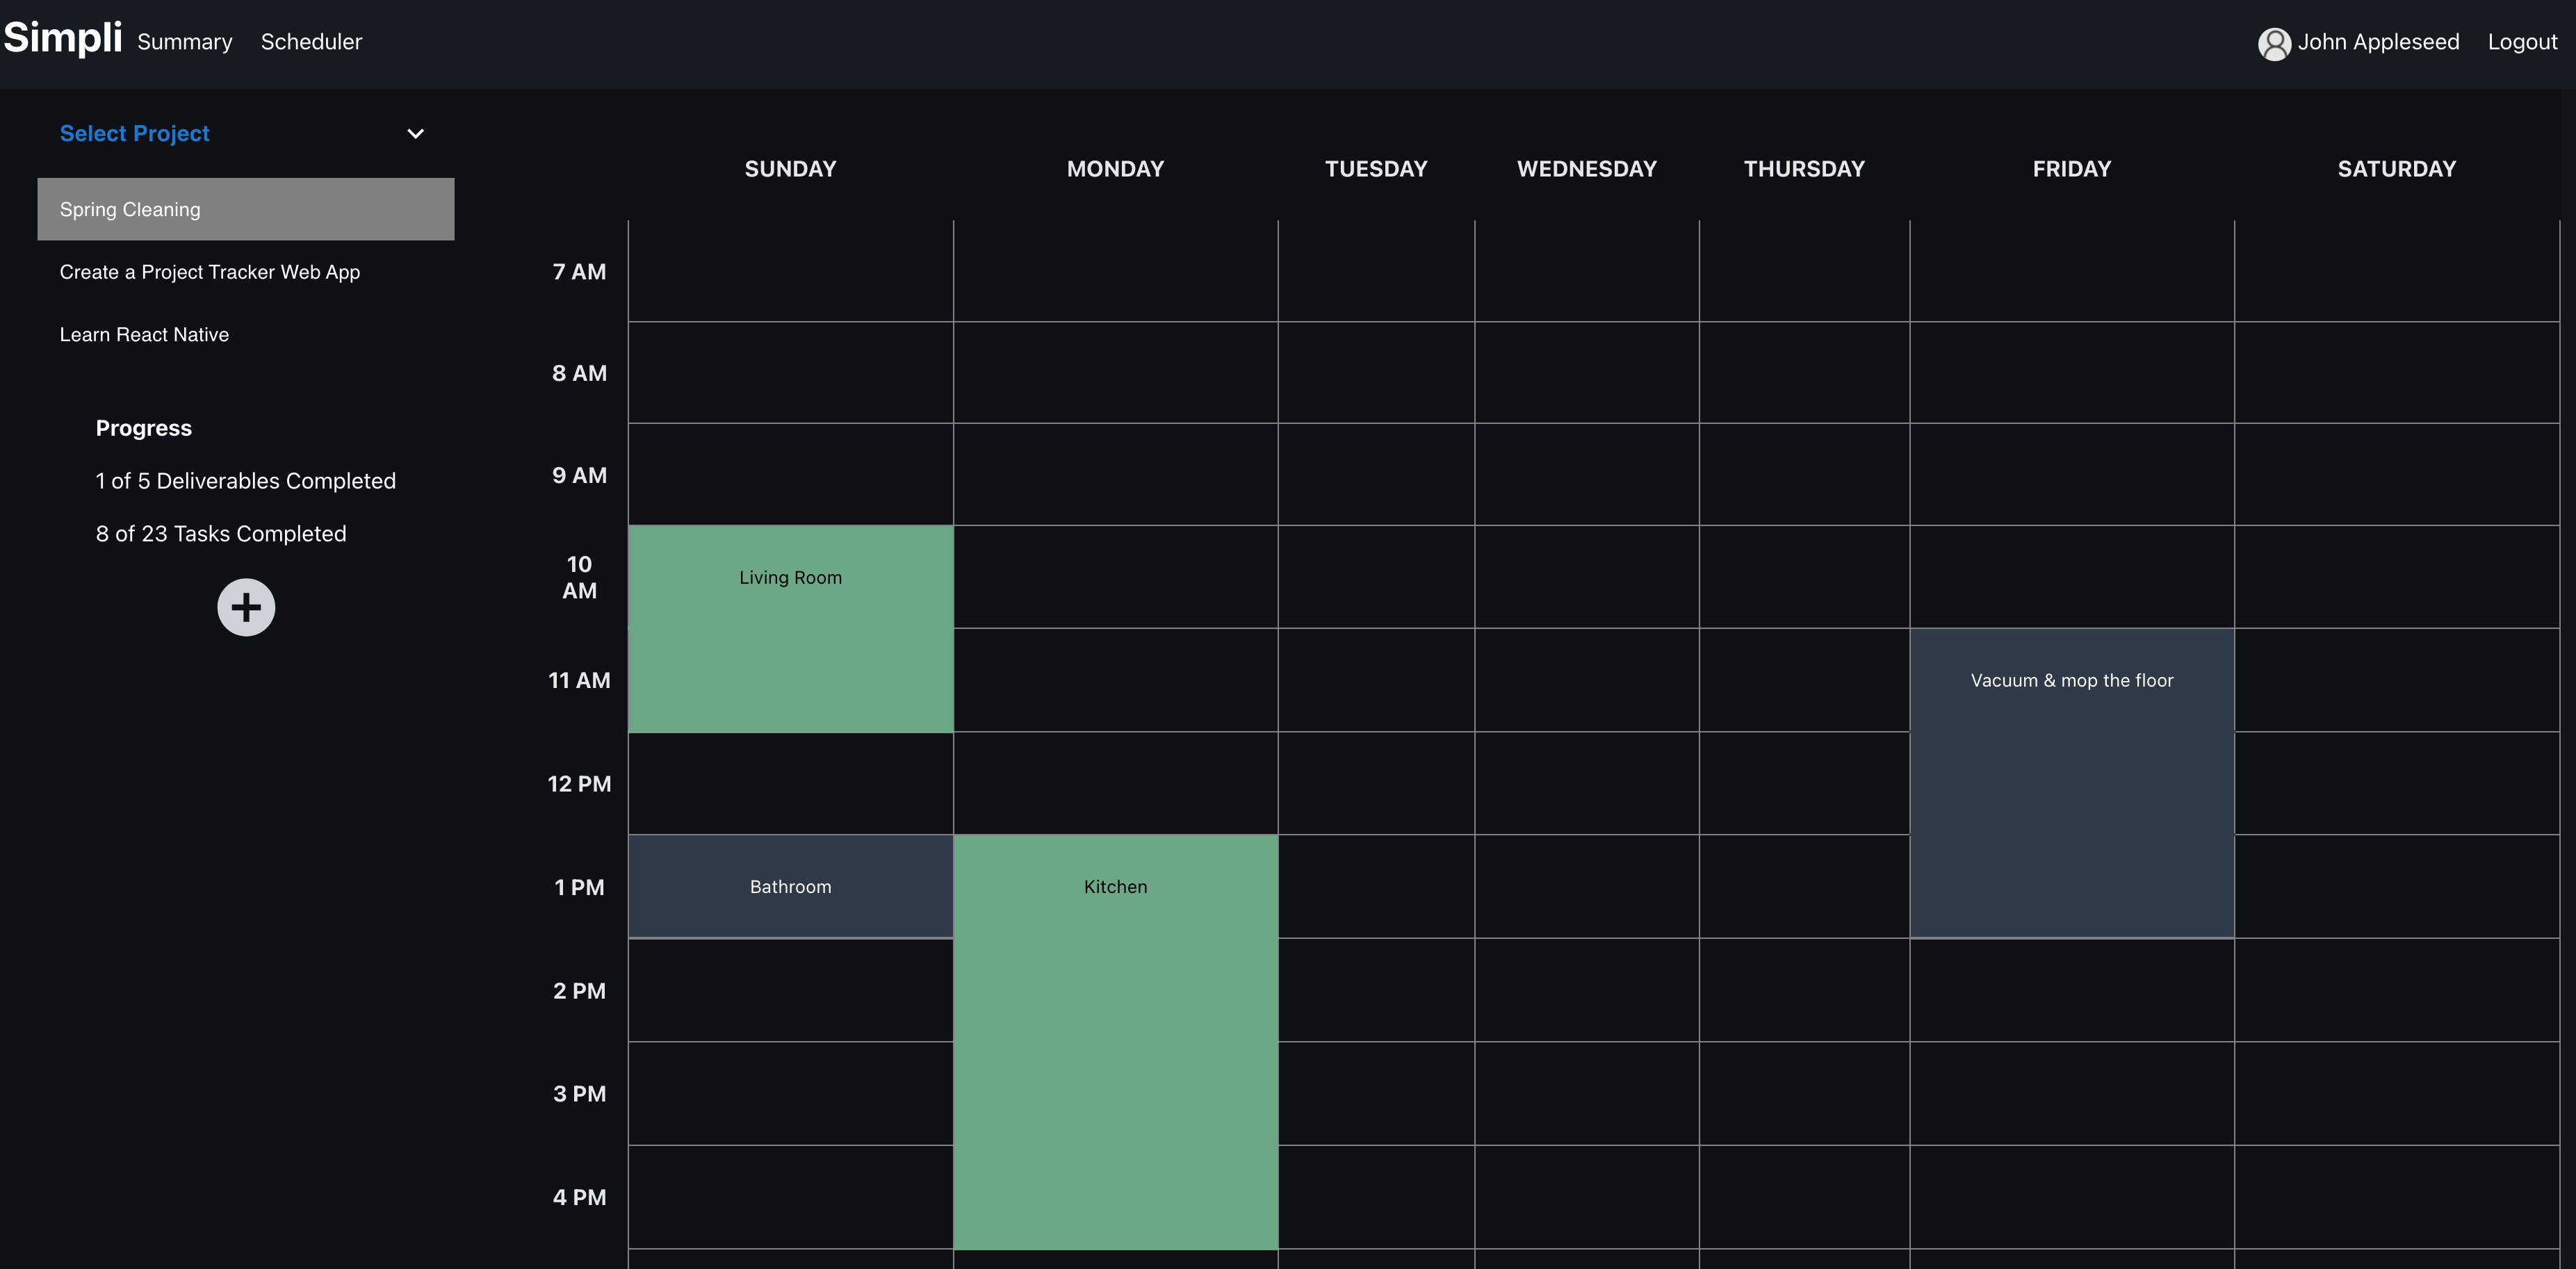 Simpli Summary Scheduler John Appleseed Logout
Select Project
Spring Cleaning
Create a Project Tracker Web App
Learn React Native
Progress
1 of 5 Deliverables Completed
8 of 23 Tasks Completed
SUNDAY MONDAY TUESDAY WEDNESDAY THURSDAY FRIDAY SATURDAY
7 AM
8 AM
9 AM
10
AM
Living Room
11 AM
Vacuum & mop the floor
12 PM
1 PM
Bathroom
Kitchen
2 PM
3 PM
4 PM